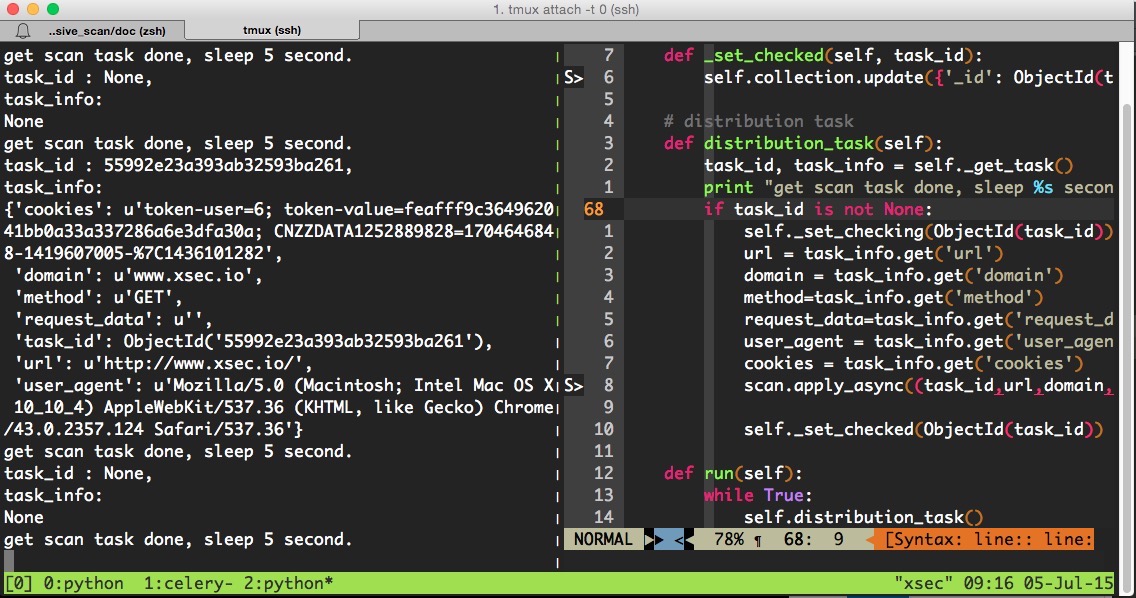 1. tmux attach -t 0 (ssh)
..sive_scan/doc (zsh)
tmux (ssh)
get scan task done, sleep 5 second.
task_id : None,
task_info:
None
get scan task done, sleep 5 second.
task_id : 55992e23a393ab32593ba261,
task_info:
{'cookies': u'token-user=6; token-value=feafff9c3649620
41bb0a33a337286a6e3dfa30a; CNZZDATA1252889828=170464684
8-1419607005-%7C1436101282',
'domain': u'www.xsec.io',
'method': u'GET',
'request_data': u'',
'task_id': ObjectId('55992e23a393ab32593ba261'),
'url': u'http://www.xsec.io/',
'user_agent': u'Mozilla/5.0 (Macintosh; Intel Mac OS X
10_10_4) AppleWebKit/537.36 (KHTML, like Gecko) Chrome
/43.0.2357.124 Safari/537.36'}
get scan task done, sleep 5 second.
task_id : None,
task_info:
None
get scan task done, sleep 5 second.
7 def _set_checked(self, task_id):
S> 6 self.collection.update({'_id': ObjectId(t
5
4 # distribution task
3 def distribution_task(self):
2 task_id, task_info = self._get_task()
1 print "get scan task done, sleep %s secon
68 if task_id is not None:
1 self._set_checking(ObjectId(task_id))
2 url = task_info.get('url')
3 domain = task_info.get('domain')
4 method=task_info.get('method')
5 request_data=task_info.get('request_d
6 user_agent = task_info.get('user_agen
7 cookies = task_info.get('cookies')
S> 8 scan.apply_async((task_id,url,domain,
9
10 self._set_checked(ObjectId(task_id))
11
12 def run(self):
13 while True:
14 self.distribution_task()
NORMAL < 78% ¶ 68: 9 [Syntax: line:: line:
[0] 0:python 1:celery- 2:python* "xsec" 09:16 05-Jul-15